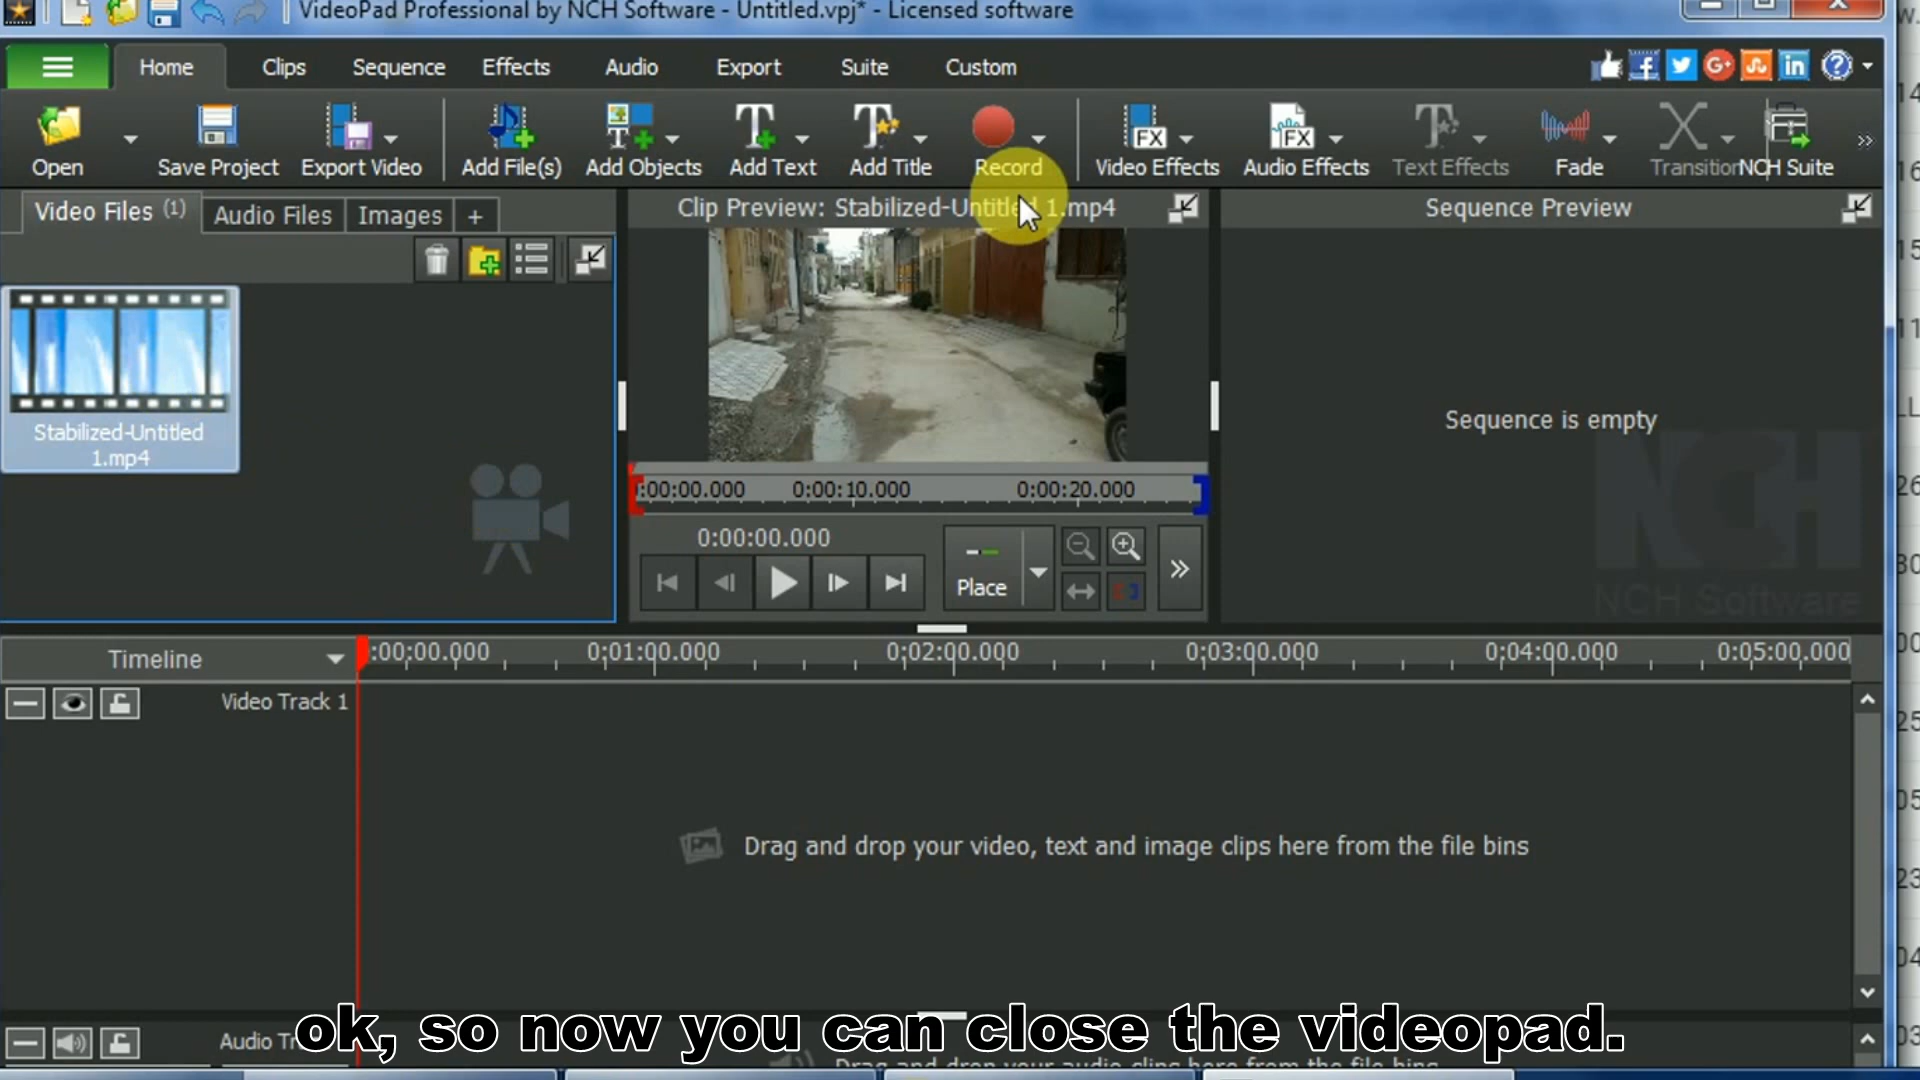 VideoPad Professional by NCH Software - Untitled.vpj* - Licensed software
Home Clips Sequence Effects Audio Export Suite Custom
Open Save Project Export Video Add File(s) Add Objects Add Text Add Title Record Video Effects Audio Effects Text Effects Fade Transition NCH Suite
Video Files (1) Audio Files Images +
Clip Preview: Stabilized-Untitled 1.mp4
Sequence Preview
Stabilized-Untitled
1.mp4
Sequence is empty
:00:00.000 0:00:10.000 0:00:20.000
0:00:00.000
Place
NCH
NCH Software
Timeline :00:00.000 0:01:00.000 0:02:00.000 0:03:00.000 0:04:00.000 0:05:00.000
Video Track 1
Drag and drop your video, text and image clips here from the file bins
Audio
ok, so now you can close the videopad.
Drag and drop your audio clips here from the file bins